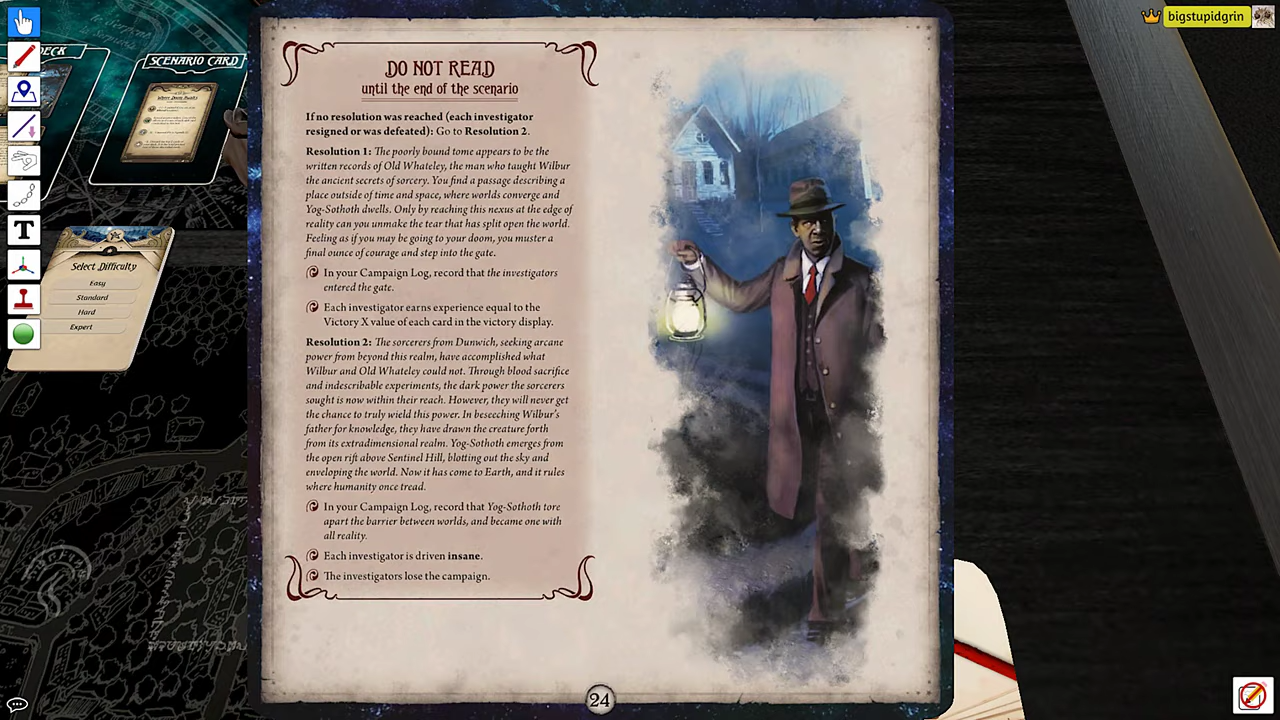 DECK
SCENARIO CARD
bigstupidgrin
DO NOT READ
until the end of the scenario
If no resolution was reached (each investigator
resigned or was defeated): Go to Resolution 2.
Resolution 1: The poorly bound tome appears to be the
written records of Old Whateley, the man who taught Wilbur
the ancient secrets of sorcery. You find a passage describing a
place outside of time and space, where worlds converge and
Yog-Sothoth dwells. Only by reaching this nexus at the edge of
reality can you unmake the tear that has split open the world.
Feeling as if you may be going to your doom, you muster a
final ounce of courage and step into the gate.
In your Campaign Log, record that the investigators
entered the gate.
Each investigator earns experience equal to the
Victory X value of each card in the victory display.
Resolution 2: The sorcerers from Dunwich, seeking arcane
power from beyond this realm, have accomplished what
Wilbur and Old Whateley could not. Through blood sacrifice
and indescribable experiments, the dark power the sorcerers
sought is now within their reach. However, they will never get
the chance to truly wield this power. In beseeching Wilbur's
father for knowledge, they have drawn the creature forth
from its extradimensional realm. Yog-Sothoth emerges from
the open rift above Sentinel Hill, blotting out the sky and
enveloping the world. Now it has come to Earth, and it rules
where humanity once tread.
In your Campaign Log, record that Yog-Sothoth tore
apart the barrier between worlds, and became one with
all reality.
Each investigator is driven insane.
The investigators lose the campaign.
24
T
Select Difficulty
Easy
Standard
Hard
Expert